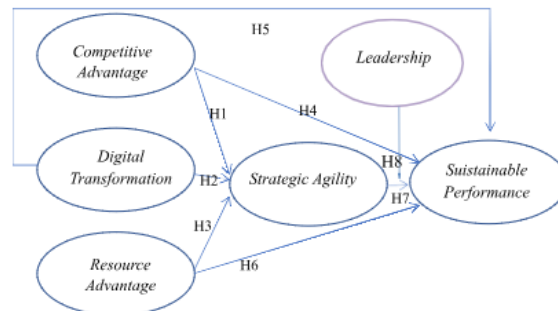 H5
Competitive
Advantage
Leadership
H1
H4
Digital
Transformation
H2
Strategic Agility
H8
H7
Suistainable
Performance
H3
H6
Resource
Advantage